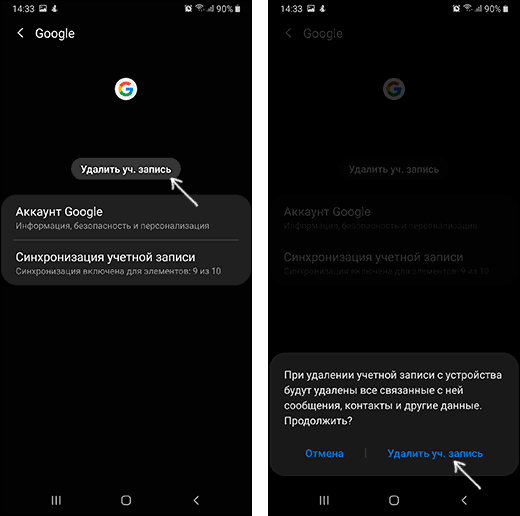 14:33
90%
Google
Удалить уч. запись
Аккаунт Google
Информация, безопасность и персонализация
Синхронизация учетной записи
Синхронизация включена для элементов: 9 из 10
14:33
90%
Google
Удалить уч. запись
Аккаунт Google
Информация, безопасность и персонализация
Синхронизация учетной записи
Синхронизация включена для элементов: 9 из 10
При удалении учетной записи с устройства
будут удалены все связанные с ней
сообщения, контакты и другие данные.
Продолжить?
Отмена
Удалить уч. запись